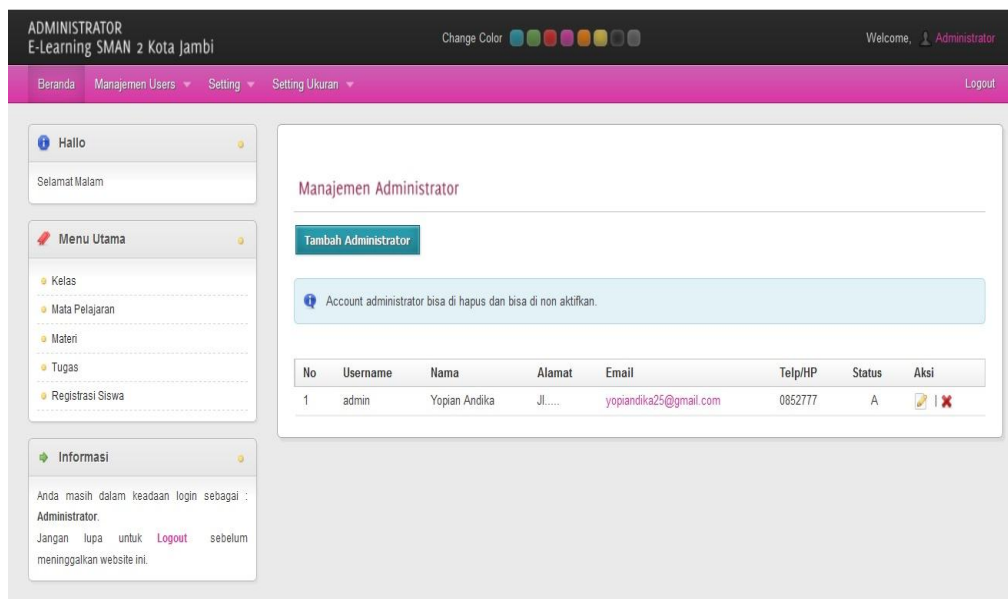 ADMINISTRATOR
E-Learning SMAN 2 Kota Jambi
Change Color
Welcome, Administrator
Beranda Manajemen Users Setting Setting Ukuran Logout
Hallo
Selamat Malam
Menu Utama
Kelas
Mata Pelajaran
Materi
Tugas
Registrasi Siswa
Informasi
Anda masih dalam keadaan login sebagai :
Administrator.
Jangan lupa untuk Logout sebelum
meninggalkan website ini.
Manajemen Administrator
Tambah Administrator
Account administrator bisa di hapus dan bisa di non aktifkan.
No Username Nama Alamat Email Telp/HP Status Aksi
1 admin Yopian Andika Jl..... yopiandika25@gmail.com 0852777 A |